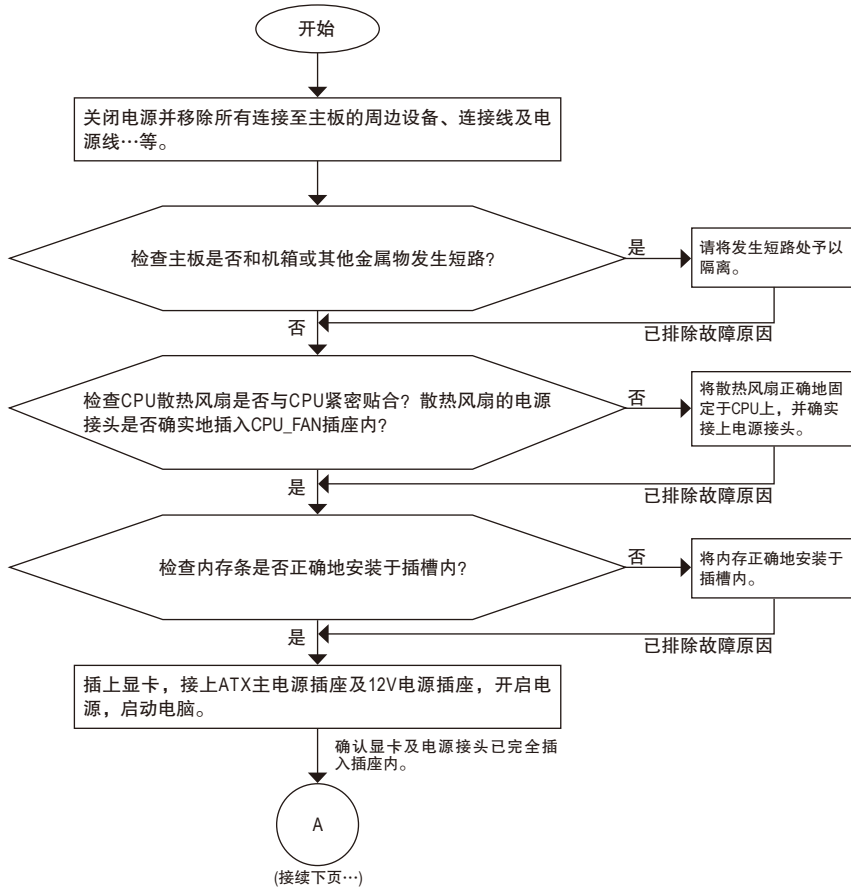 开始
关闭电源并移除所有连接至主板的周边设备、连接线及电
源线…等。
检查主板是否和机箱或其他金属物发生短路?
是
请将发生短路处予以
隔离。
否
已排除故障原因
检查CPU散热风扇是否与CPU紧密贴合? 散热风扇的电源
接头是否确实地插入CPU_FAN插座内?
否
将散热风扇正确地固
定于CPU上，并确实
接上电源接头。
是
已排除故障原因
检查内存条是否正确地安装于插槽内?
否
将内存正确地安装于
插槽内。
是
已排除故障原因
插上显卡，接上ATX主电源插座及12V电源插座，开启电
源，启动电脑。
确认显卡及电源接头已完全插
入插座内。
A
(接续下页…)